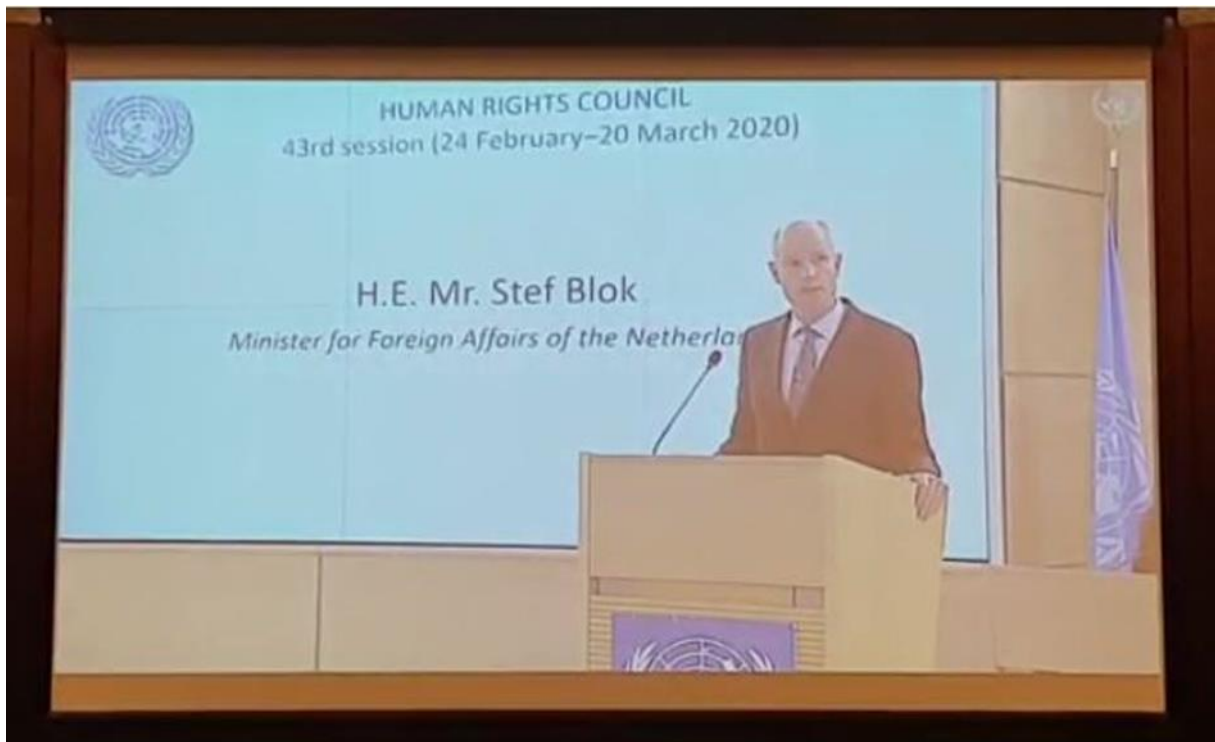 HUMAN RIGHTS COUNCIL
43rd session (24 February–20 March 2020)
H.E. Mr. Stef Blok
Minister for Foreign Affairs of the Netherla